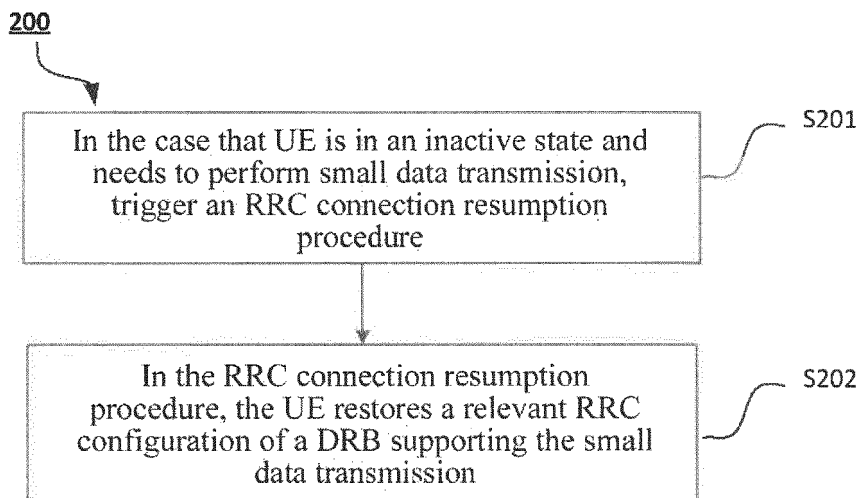 200
In the case that UE is in an inactive state and
needs to perform small data transmission,
trigger an RRC connection resumption
procedure
S201
In the RRC connection resumption
procedure, the UE restores a relevant RRC
configuration of a DRB supporting the small
data transmission
S202